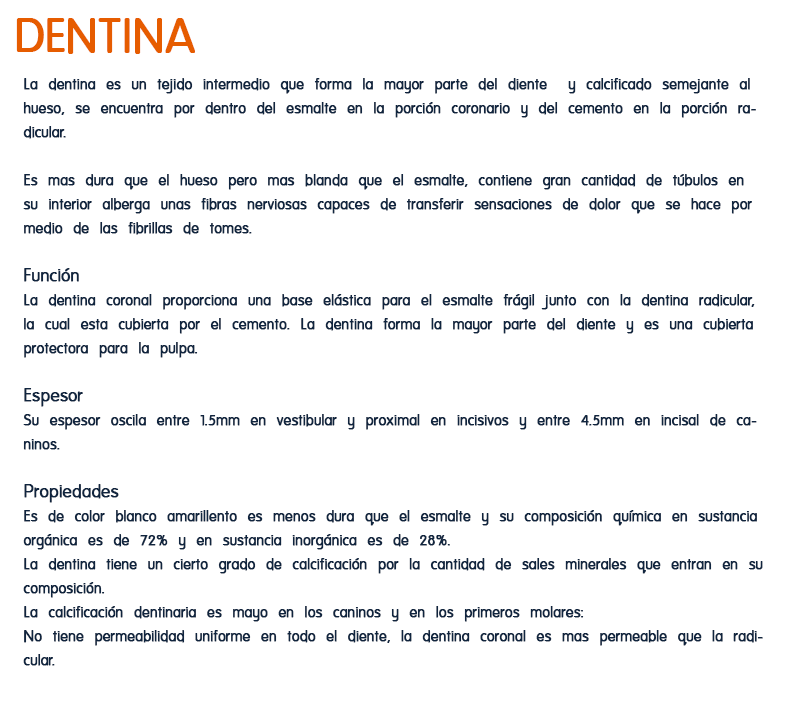 DENTINA
La dentina es un tejido intermedio que forma la mayor parte del diente y calcificado semejante al
hueso, se encuentra por dentro del esmalte en la porción coronario y del cemento en la porción ra-
dicular.
Es mas dura que el hueso pero mas blanda que el esmalte, contiene gran cantidad de túbulos en
su interior alberga unas fibras nerviosas capaces de transferir sensaciones de dolor que se hace por
medio de las fibrillas de tomes.
Función
La dentina coronal proporciona una base elástica para el esmalte frágil junto con la dentina radicular,
la cual esta cubierta por el cemento. La dentina forma la mayor parte del diente y es una cubierta
protectora para la pulpa.
Espesor
Su espesor oscila entre 1.5mm en vestibular y proximal en incisivos y entre 4.5mm en incisal de ca-
ninos.
Propiedades
Es de color blanco amarillento es menos dura que el esmalte y su composición química en sustancia
orgánica es de 72% y en sustancia inorgánica es de 28%.
La dentina tiene un cierto grado de calcificación por la cantidad de sales minerales que entran en su
composición.
La calcificación dentinaria es mayo en los caninos y en los primeros molares:
No tiene permeabilidad uniforme en todo el diente, la dentina coronal es mas permeable que la radi-
cular.